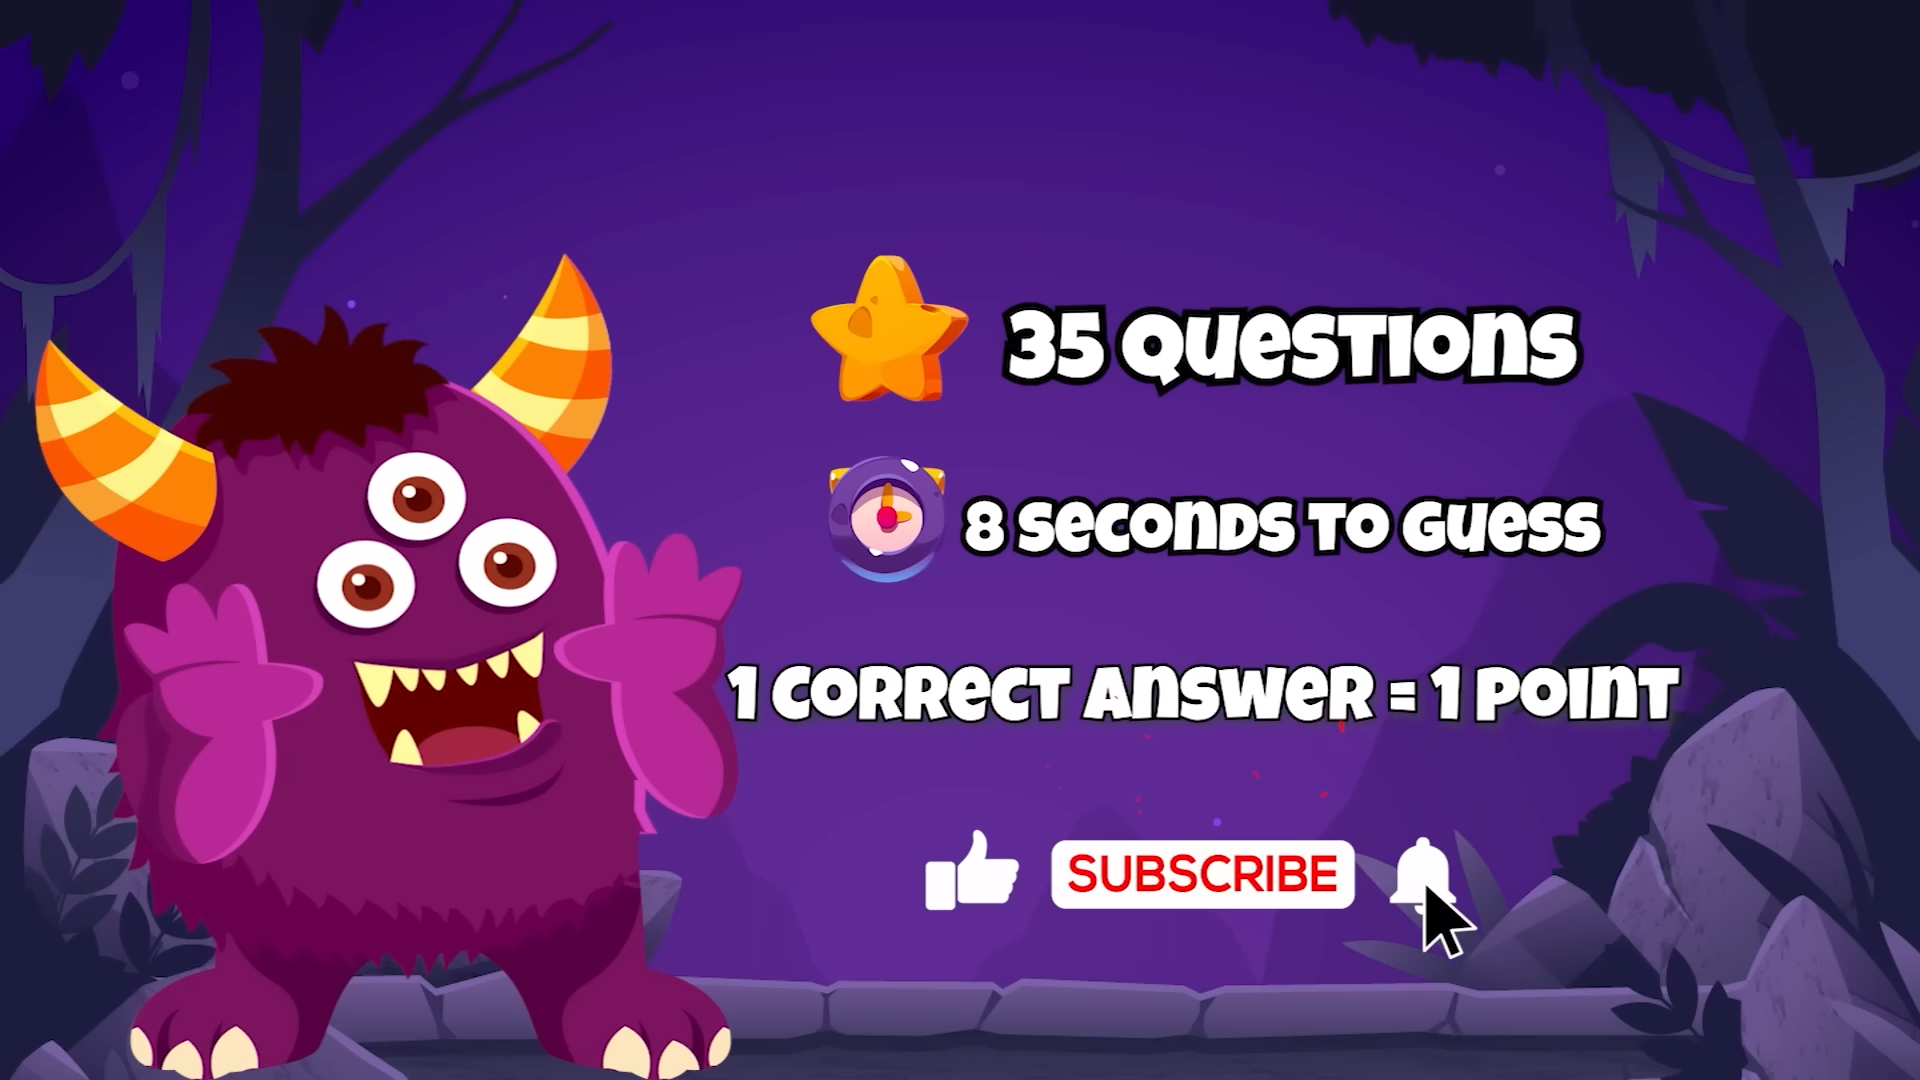 35 QUESTIONS
8 SECONDS TO GUESS
1 CORRECT ANSWER = 1 POINT
SUBSCRIBE